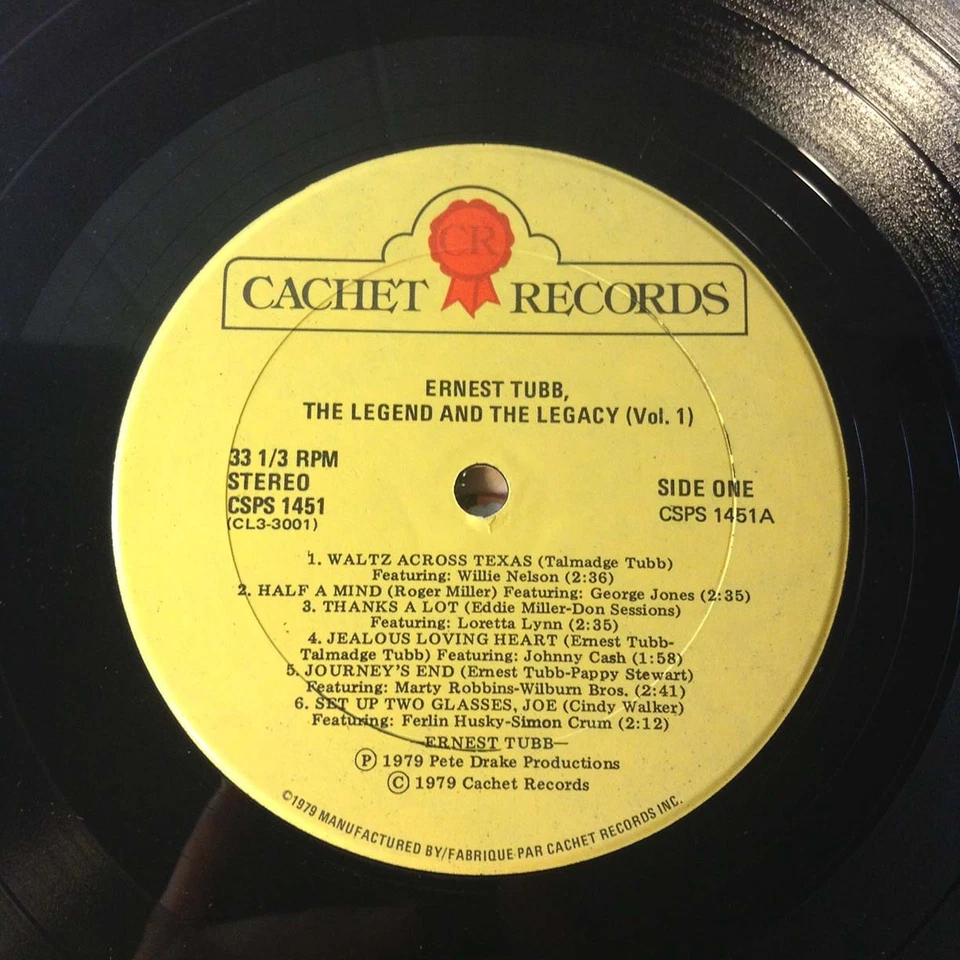 CR
CACHET RECORDS
ERNEST TUBB,
THE LEGEND AND THE LEGACY (Vol. 1)
33 1/3 RPM
STEREO
CSPS 1451
(CL3-3001)
SIDE ONE
CSPS 1451A
1. WALTZ ACROSS TEXAS (Talmadge Tubb)
Featuring: Willie Nelson (2:36)
2. HALF A MIND (Roger Miller) Featuring: George Jones (2:35)
3. THANKS A LOT (Eddie Miller-Don Sessions)
Featuring: Loretta Lynn (2:35)
4. JEALOUS LOVING HEART (Ernest Tubb-
Talmadge Tubb) Featuring: Johnny Cash (1:58)
5. JOURNEY'S END (Ernest Tubb-Pappy Stewart)
Featuring: Marty Robbins-Wilburn Bros. (2:41)
6. SET UP TWO GLASSES, JOE (Cindy Walker)
Featuring: Ferlin Husky-Simon Crum (2:12)
—ERNEST TUBB—
Ⓟ 1979 Pete Drake Productions
© 1979 Cachet Records
©1979 MANUFACTURED BY/FABRIQUE PAR CACHET RECORDS INC.